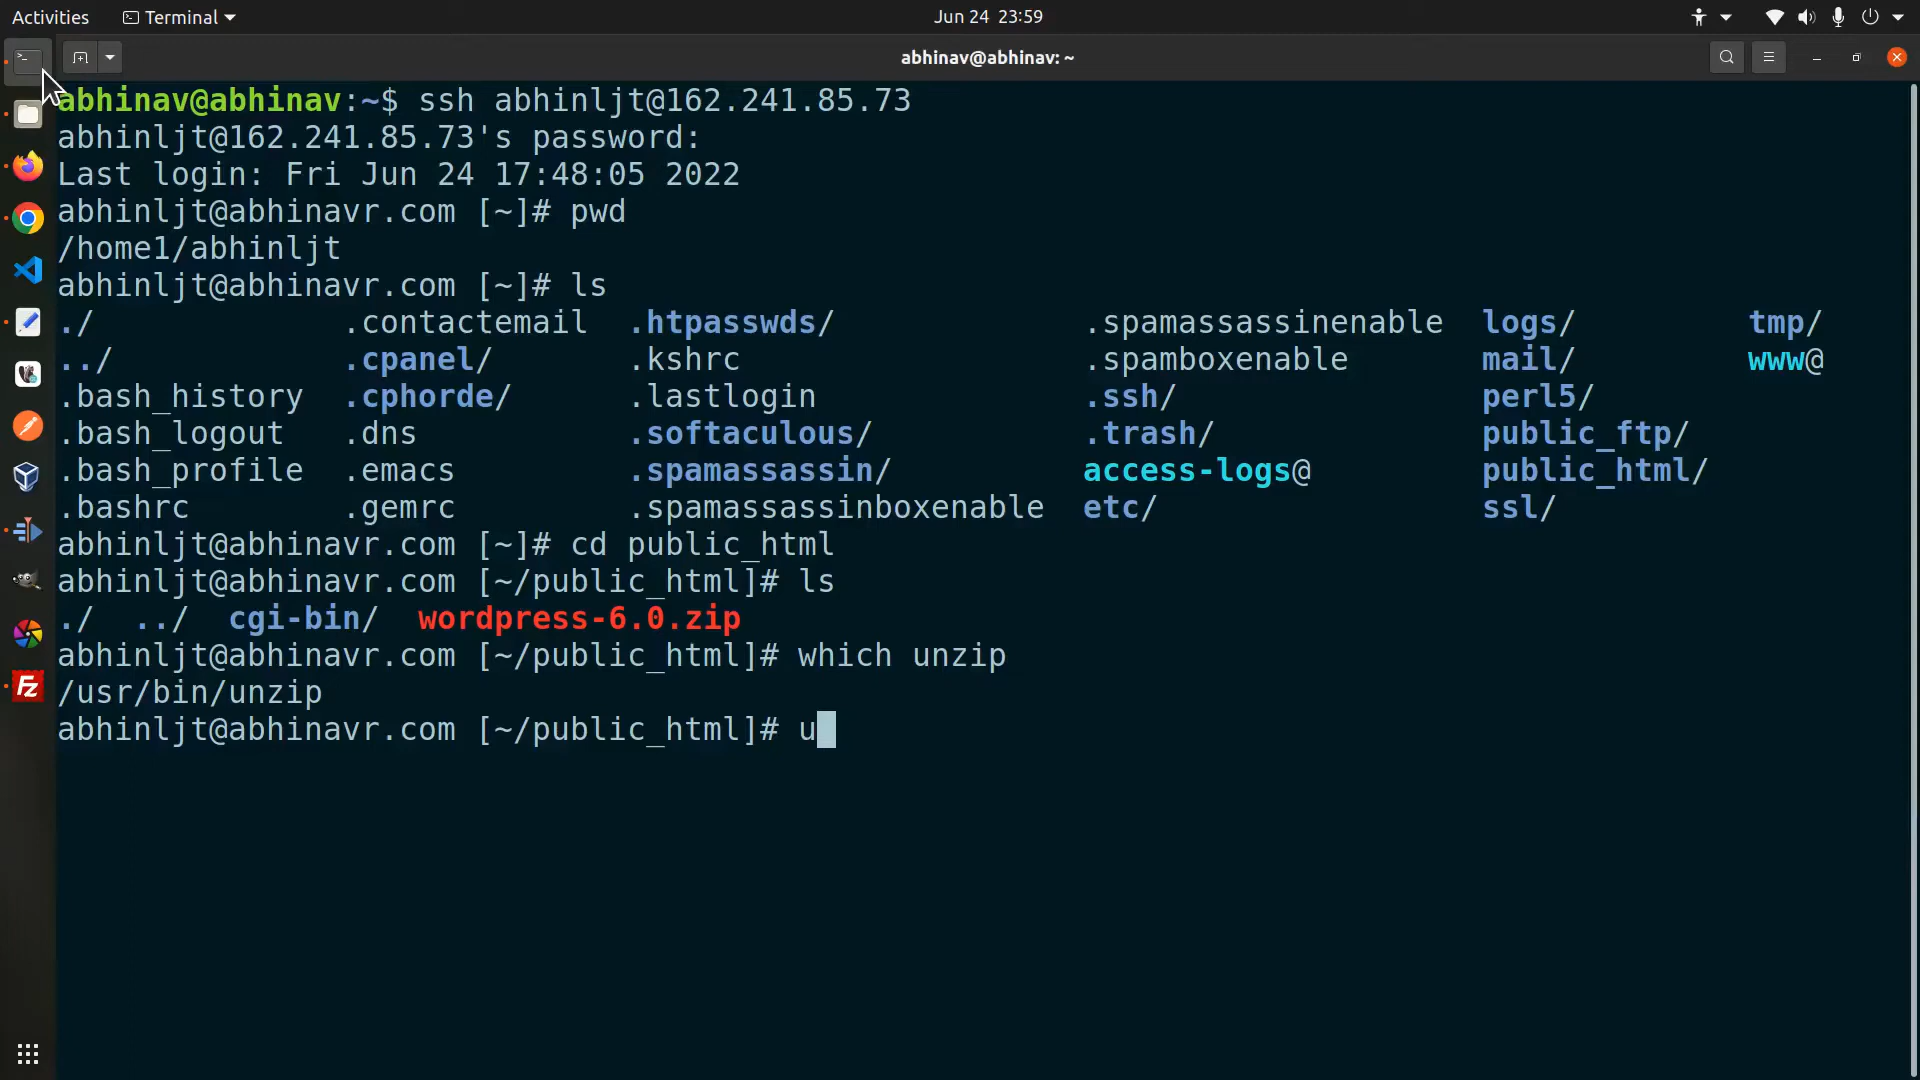 Activities Terminal Jun 24 23:59
abhinav@abhinav: ~
abhinav@abhinav:~$ ssh abhinljt@162.241.85.73
abhinljt@162.241.85.73's password:
Last login: Fri Jun 24 17:48:05 2022
abhinljt@abhinavr.com [~]# pwd
/home1/abhinljt
abhinljt@abhinavr.com [~]# ls
./ .contactemail .htpasswds/ .spamassassinenable logs/ tmp/
../ .cpanel/ .kshrc .spamboxenable mail/ www@
.bash_history .cphorde/ .lastlogin .ssh/ perl5/
.bash_logout .dns .softaculous/ .trash/ public_ftp/
.bash_profile .emacs .spamassassin/ access-logs@ public_html/
.bashrc .gemrc .spamassassinboxenable etc/ ssl/
abhinljt@abhinavr.com [~]# cd public_html
abhinljt@abhinavr.com [~/public_html]# ls
./ ../ cgi-bin/ wordpress-6.0.zip
abhinljt@abhinavr.com [~/public_html]# which unzip
/usr/bin/unzip
abhinljt@abhinavr.com [~/public_html]# u
Fz